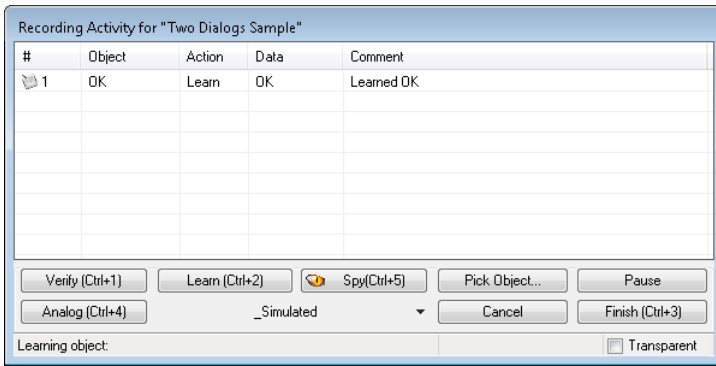 Recording Activity for "Two Dialogs Sample"
# Object Action Data Comment
1 OK Learn OK Learned OK
Verify (Ctrl+1) Learn (Ctrl+2) Spy(Ctrl+5) Pick Object... Pause
Analog (Ctrl+4) _Simulated Cancel Finish (Ctrl+3)
Learning object: Transparent